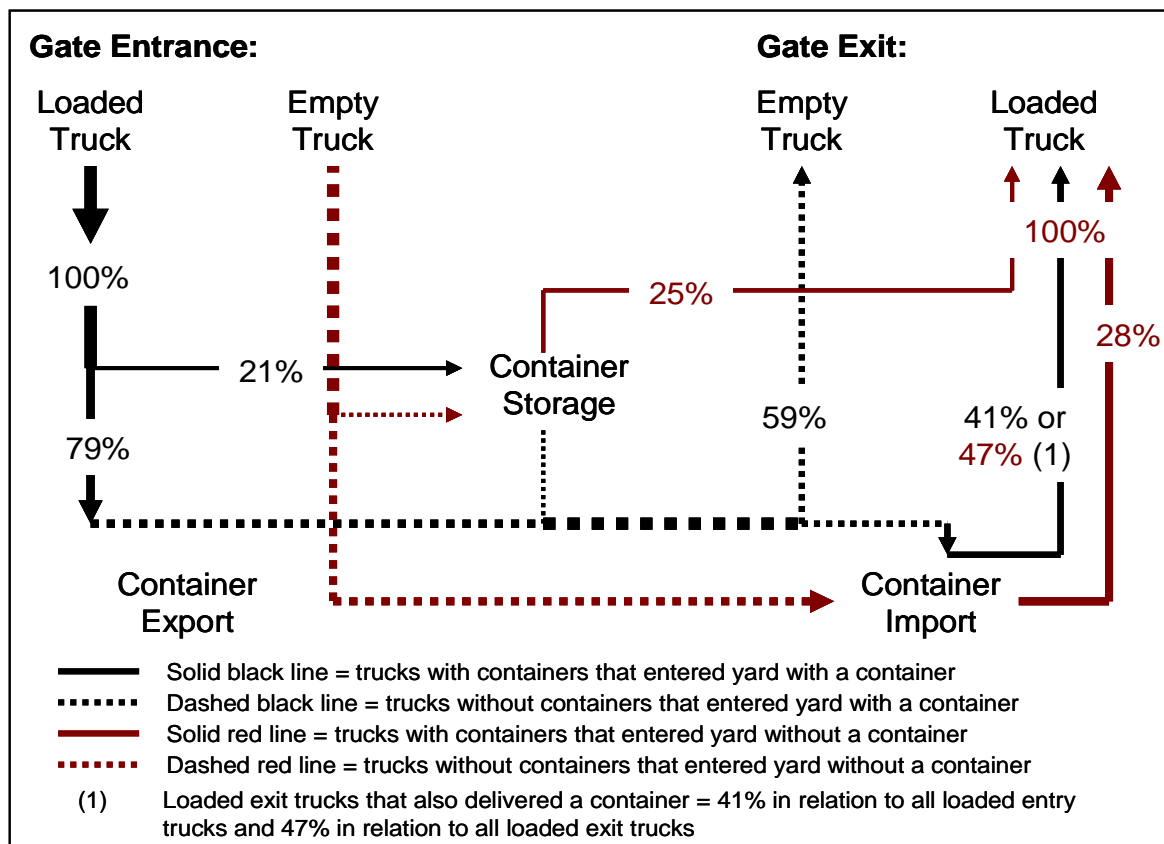 Gate Entrance:
Gate Exit:
Loaded
Truck
Empty
Truck
Empty
Truck
Loaded
Truck
100%
100%
25%
28%
21%
Container
Storage
79%
59%
41% or
47% (1)
Container
Export
Container
Import
Solid black line = trucks with containers that entered yard with a container
Dashed black line = trucks without containers that entered yard with a container
Solid red line = trucks with containers that entered yard without a container
Dashed red line = trucks without containers that entered yard without a container
(1) Loaded exit trucks that also delivered a container = 41% in relation to all loaded entry
trucks and 47% in relation to all loaded exit trucks